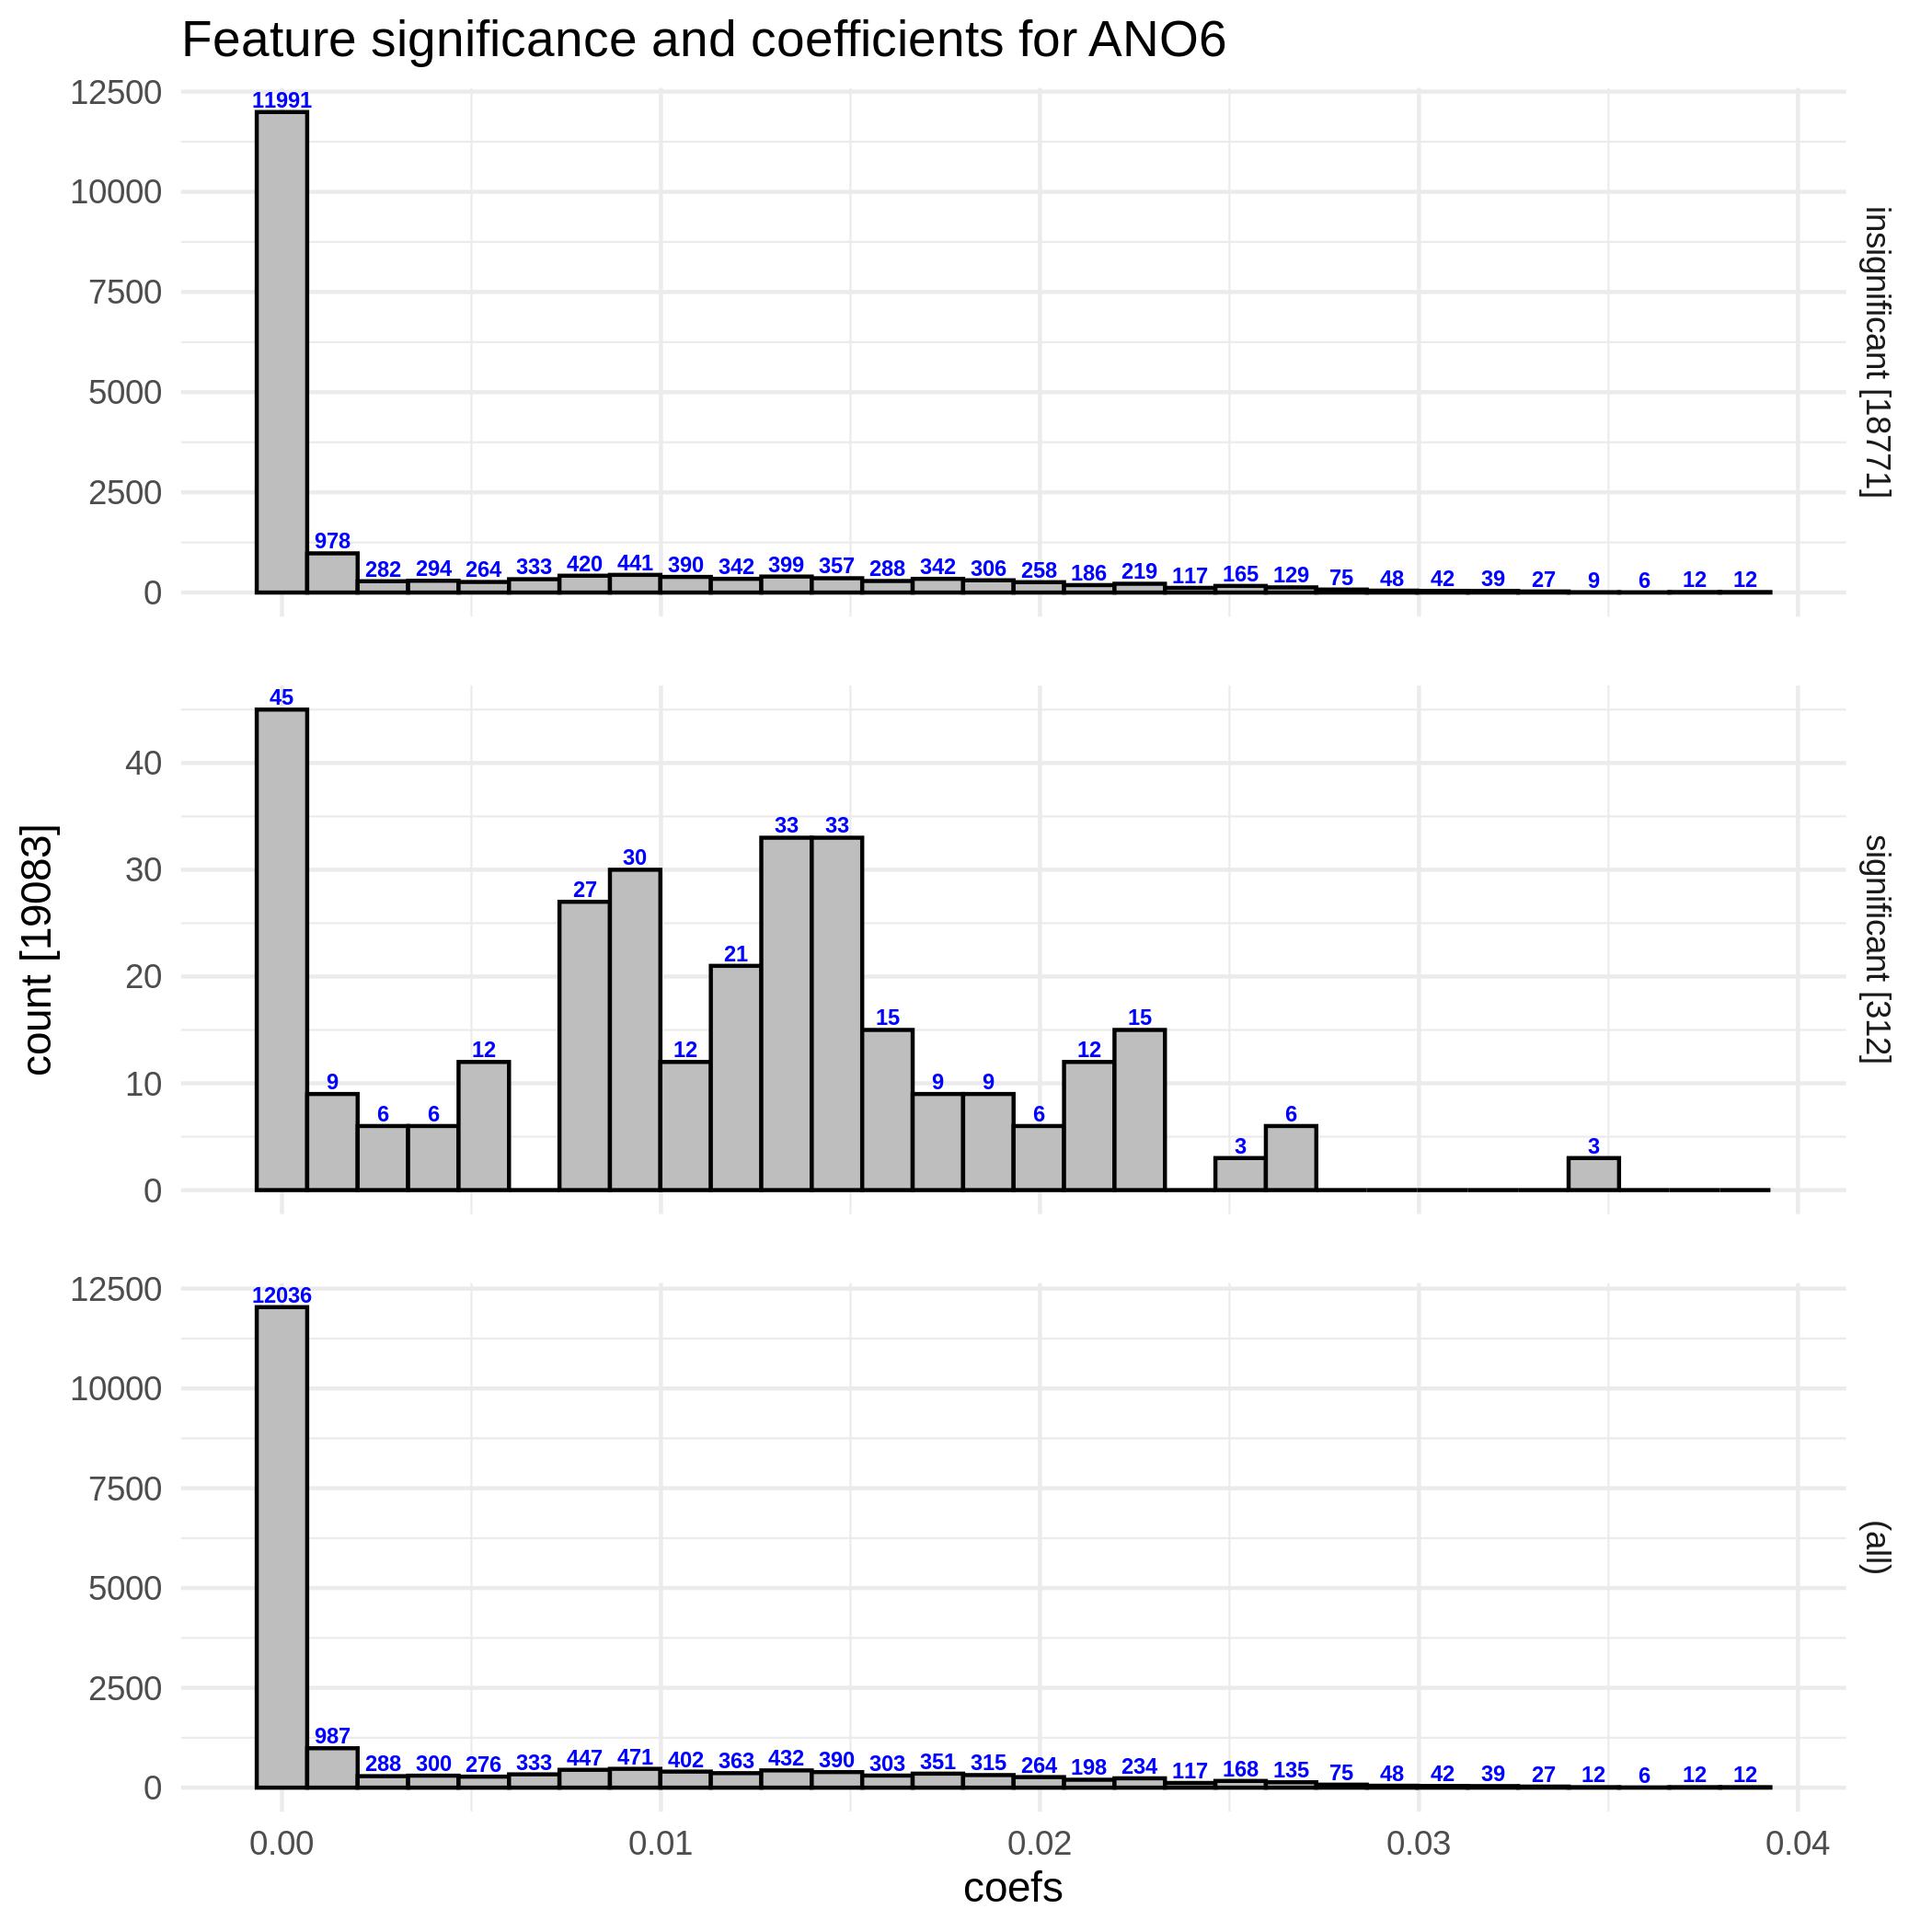 Feature significance and coefficients for ANO6
12500
10000
7500
5000
2500
0
11991
978 282 294 264 333 420 441 390 342 399 357 288 342 306 258 186 219 117 165 129 75 48 42 39 27 9 6 12 12
insignificant [18771]
count [19083]
40
30
20
10
0
45 9 6 6 12 27 30 12 21 33 33 15 9 9 6 12 15 3 6 3
significant [312]
12500
10000
7500
5000
2500
0
12036
987 288 300 276 333 447 471 402 363 432 390 303 351 315 264 198 234 117 168 135 75 48 42 39 27 12 6 12 12
(all)
0.00 0.01 0.02 0.03 0.04
coefs